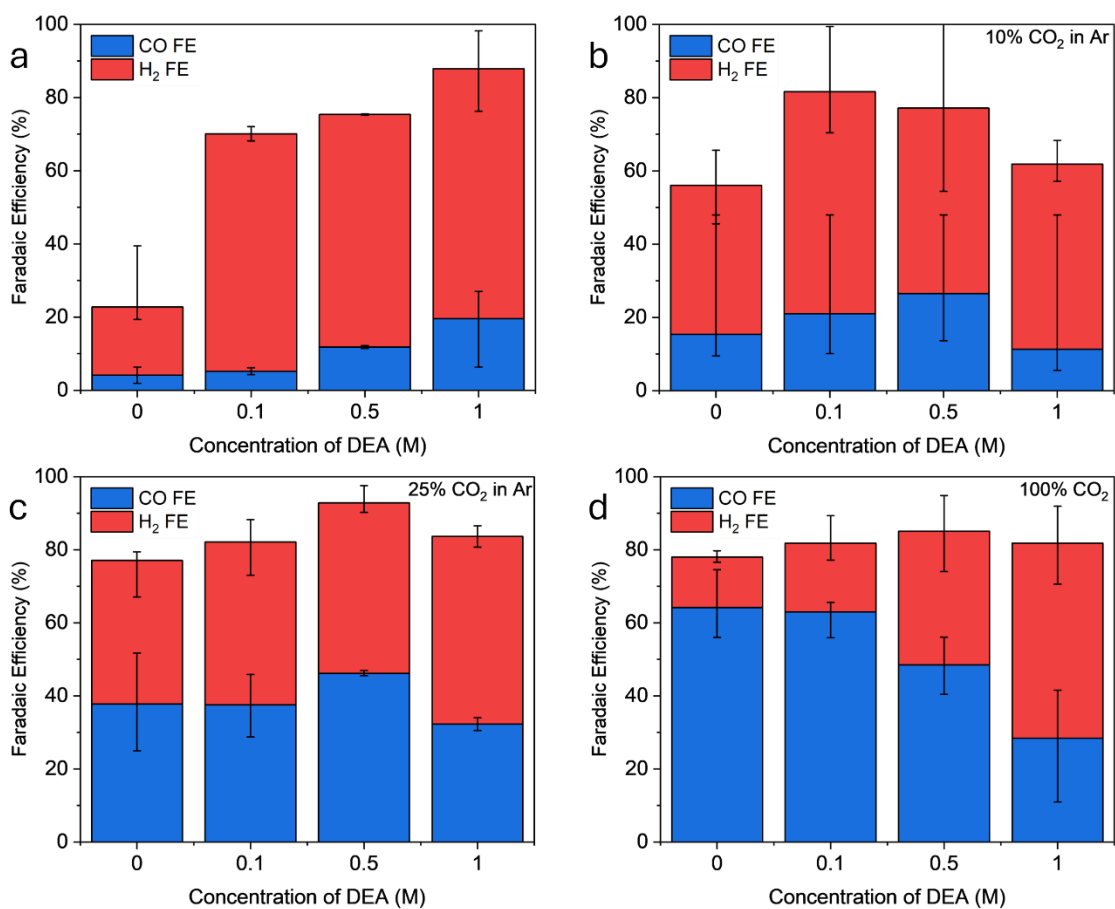 a
CO FE
H₂ FE
Faradaic Efficiency (%)
100
80
60
40
20
0
0 0.1 0.5 1
Concentration of DEA (M)
b
10% CO₂ in Ar
CO FE
H₂ FE
Faradaic Efficiency (%)
100
80
60
40
20
0
0 0.1 0.5 1
Concentration of DEA (M)
c
25% CO₂ in Ar
CO FE
H₂ FE
Faradaic Efficiency (%)
100
80
60
40
20
0
0 0.1 0.5 1
Concentration of DEA (M)
d
100% CO₂
CO FE
H₂ FE
Faradaic Efficiency (%)
100
80
60
40
20
0
0 0.1 0.5 1
Concentration of DEA (M)